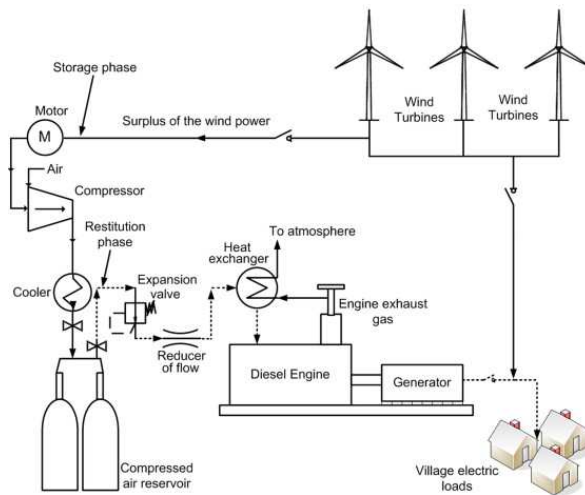 Storage phase
Motor
M
Surplus of the wind power
Wind
Turbines
Wind
Turbines
Air
Compressor
Restitution
phase
Heat
exchanger
To atmosphere
Cooler
Expansion
valve
Engine exhaust
gas
Reducer
of flow
Diesel Engine
Generator
Compressed
air reservoir
Village electric
loads